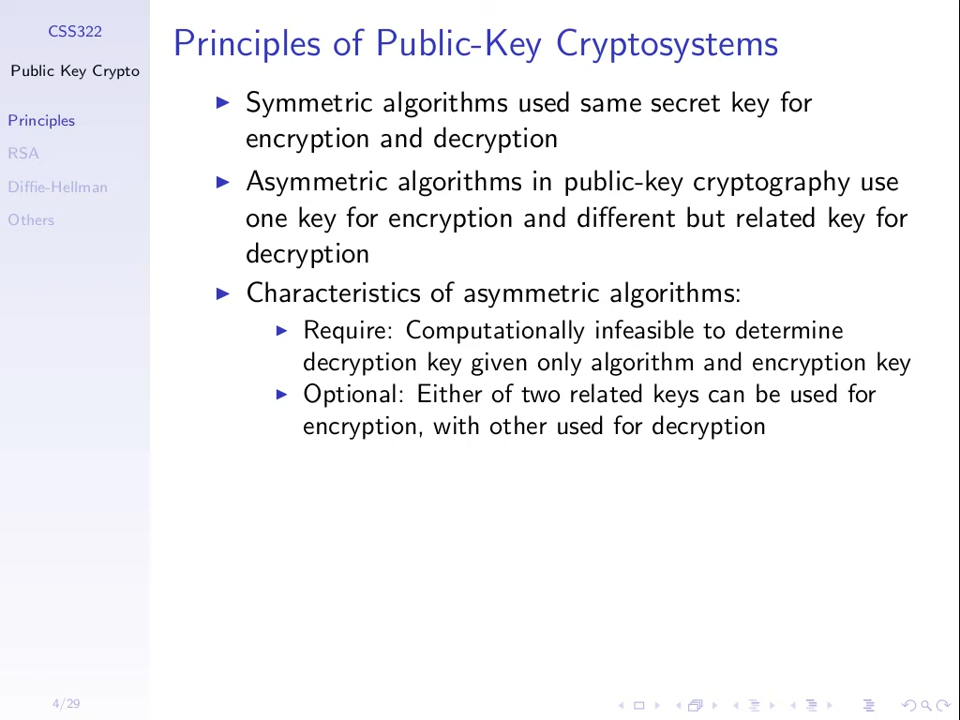 CSS322
Public Key Crypto
Principles
RSA
Diffie-Hellman
Others
Principles of Public-Key Cryptosystems
Symmetric algorithms used same secret key for
encryption and decryption
Asymmetric algorithms in public-key cryptography use
one key for encryption and different but related key for
decryption
Characteristics of asymmetric algorithms:
Require: Computationally infeasible to determine
decryption key given only algorithm and encryption key
Optional: Either of two related keys can be used for
encryption, with other used for decryption
4/29